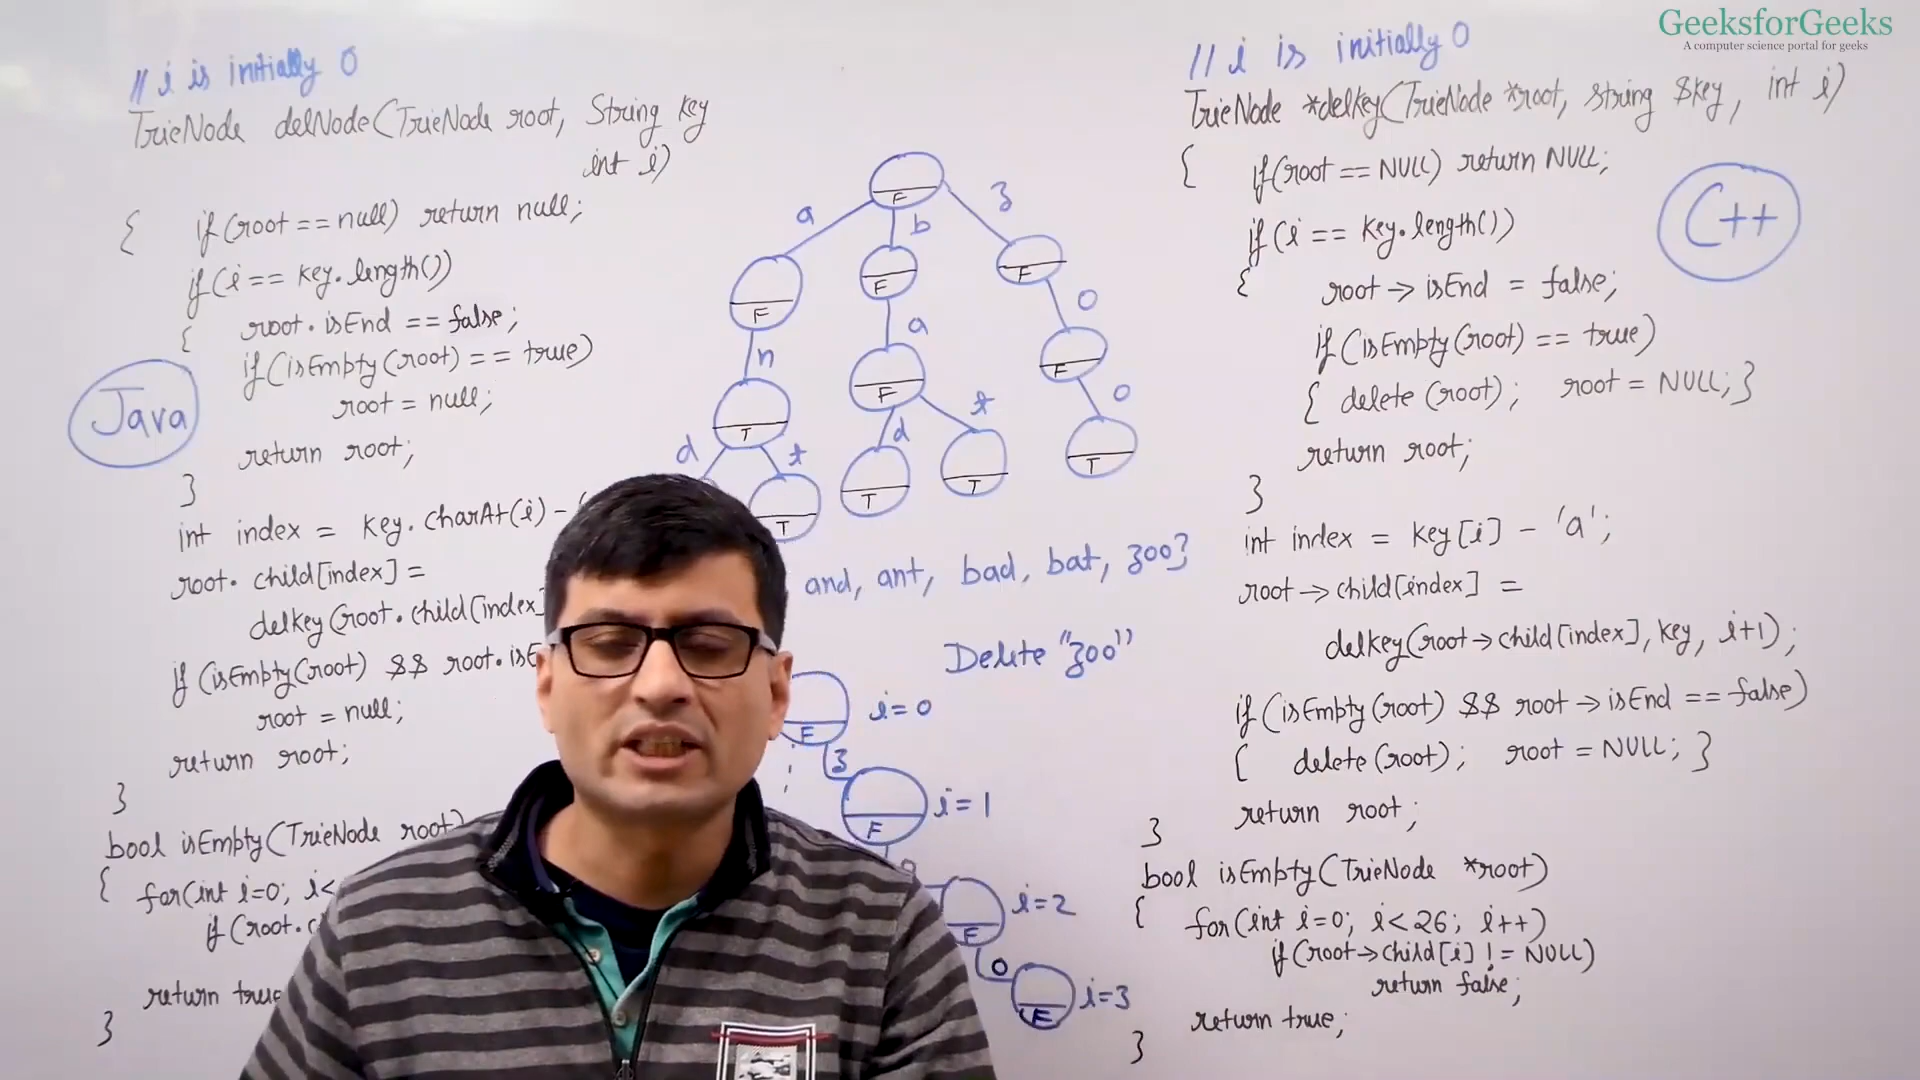 GeeksforGeeks
A computer science portal for geeks
// i is initially 0
TrieNode delNode(TrieNode root, String key
int i)
{ if(root == null) return null;
if(i == key.length())
{ root.isEnd == false;
if(isEmpty(root) == true)
root = null;
return root;
}
int index = key.charAt(i) -
root.child[index] =
delkey(root.child[index]
if(isEmpty(root) && root.isE
root = null;
return root;
}
bool isEmpty(TrieNode root)
{ for(int i=0; i<
if(root.c
return true
}
Java
F
a b z
F F F
n a o
T F F
d t d t o
T T T T
and, ant, bad, bat, zoo}
Delete "zoo"
F i=0
z
F i=1
F i=2
o
F i=3
// i is initially 0
TrieNode *delkey(TrieNode *root, string &key, int i)
{ if(root == NULL) return NULL;
if(i == key.length())
{ root->isEnd = false;
if(isEmpty(root) == true)
{ delete(root); root = NULL; }
return root;
}
int index = key[i] - 'a';
root->child[index] =
delkey(root->child[index], key, i+1);
if(isEmpty(root) && root->isEnd == false)
{ delete(root); root = NULL; }
return root;
}
bool isEmpty(TrieNode *root)
{ for(int i=0; i<26; i++)
if(root->child[i] != NULL)
return false;
return true;
}
C++